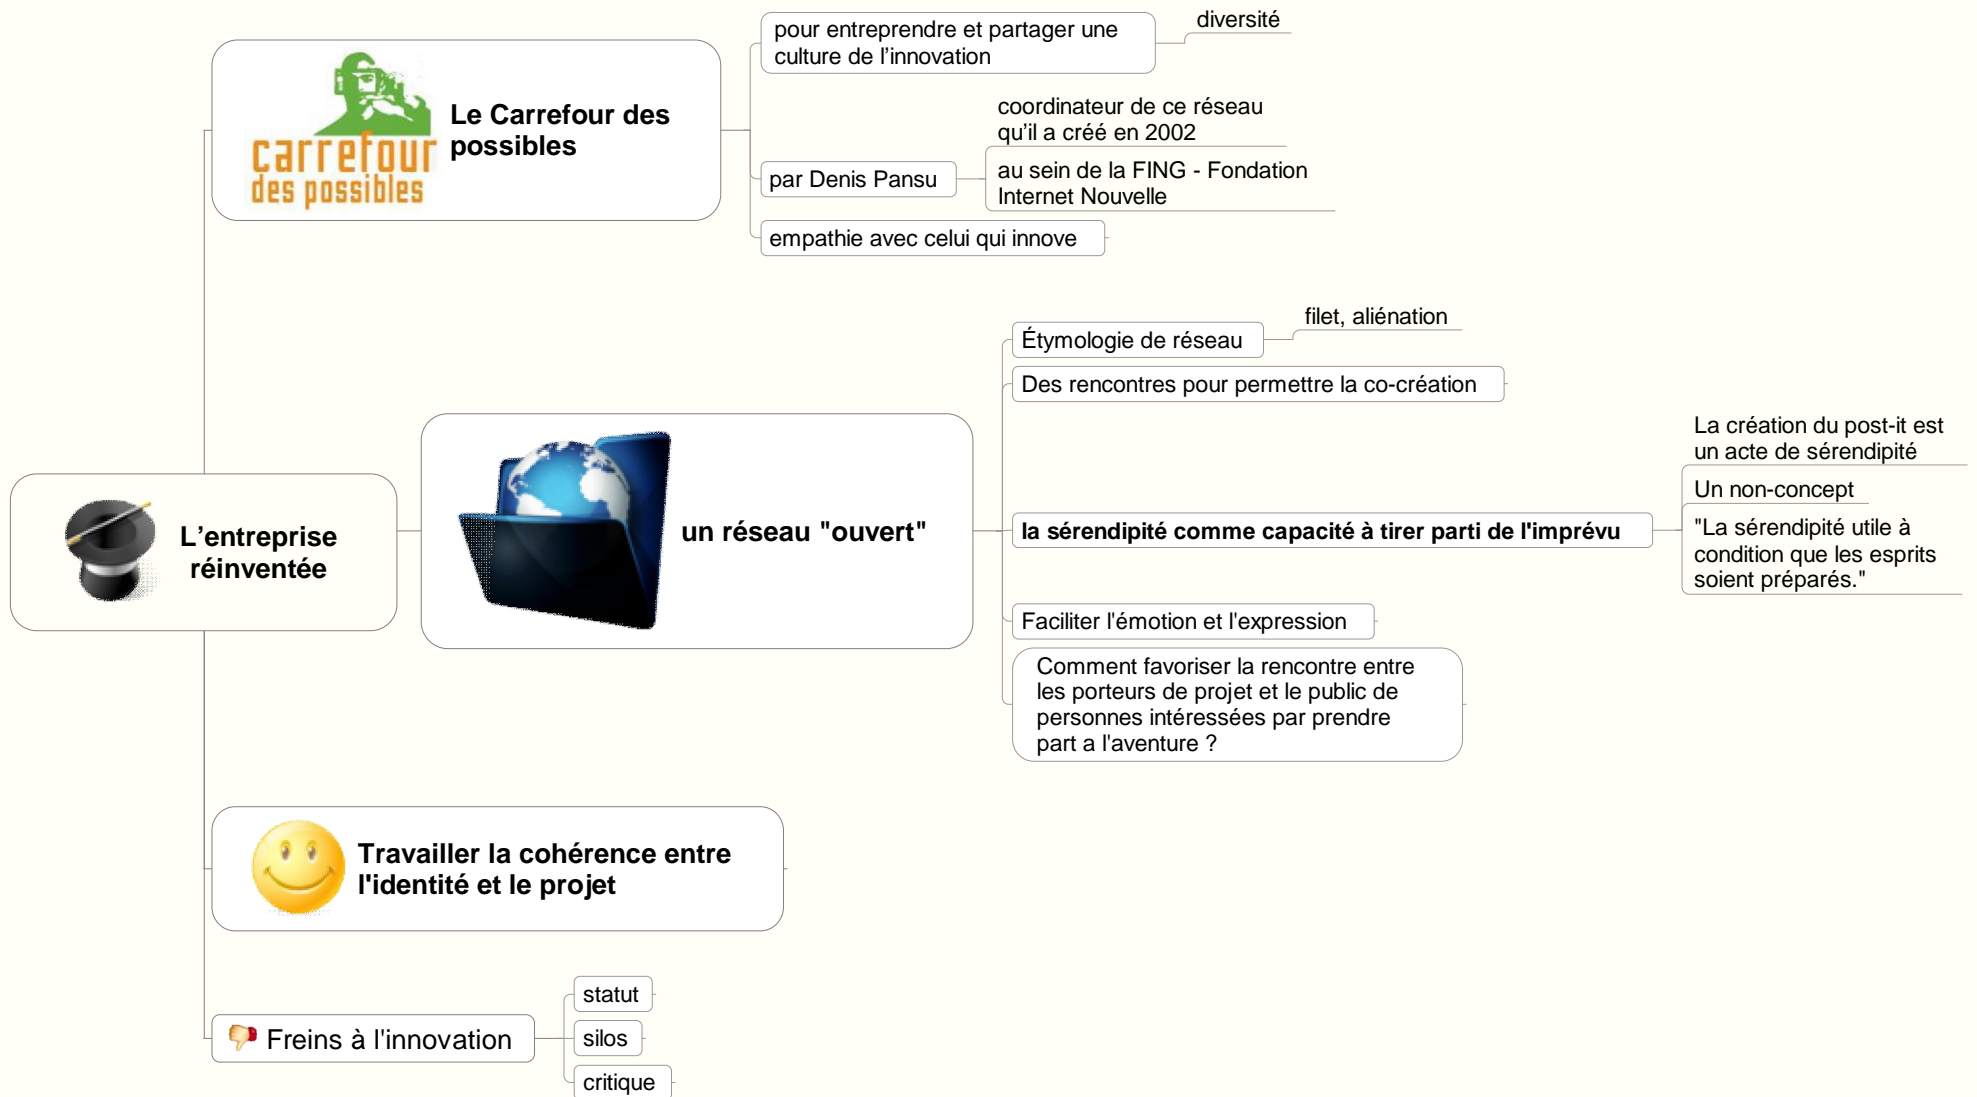 L’entreprise
réinventée
carrefour
des possibles
Le Carrefour des
possibles
pour entreprendre et partager une
culture de l’innovation
diversité
par Denis Pansu
coordinateur de ce réseau
qu’il a créé en 2002
au sein de la FING - Fondation
Internet Nouvelle
empathie avec celui qui innove
un réseau "ouvert"
Étymologie de réseau
filet, aliénation
Des rencontres pour permettre la co-création
la sérendipité comme capacité à tirer parti de l'imprévu
La création du post-it est
un acte de sérendipité
Un non-concept
"La sérendipité utile à
condition que les esprits
soient préparés."
Faciliter l'émotion et l'expression
Comment favoriser la rencontre entre
les porteurs de projet et le public de
personnes intéressées par prendre
part a l'aventure ?
Travailler la cohérence entre
l'identité et le projet
Freins à l'innovation
statut
silos
critique